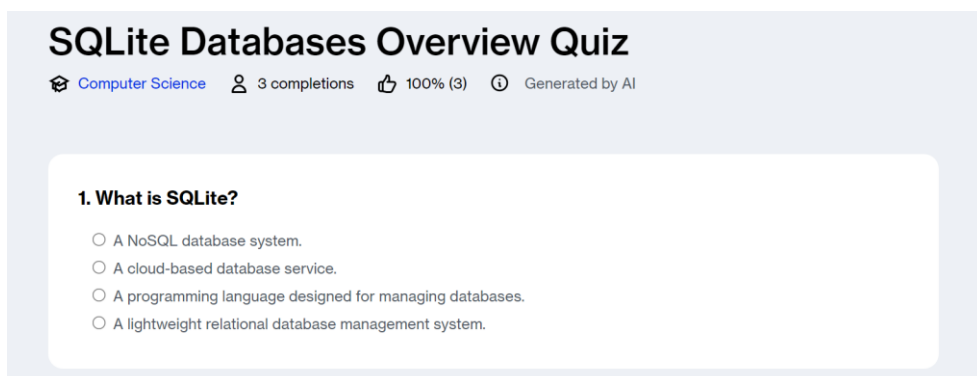 SQLite Databases Overview Quiz
Computer Science 3 completions 100% (3) Generated by AI
1. What is SQLite?
A NoSQL database system.
A cloud-based database service.
A programming language designed for managing databases.
A lightweight relational database management system.